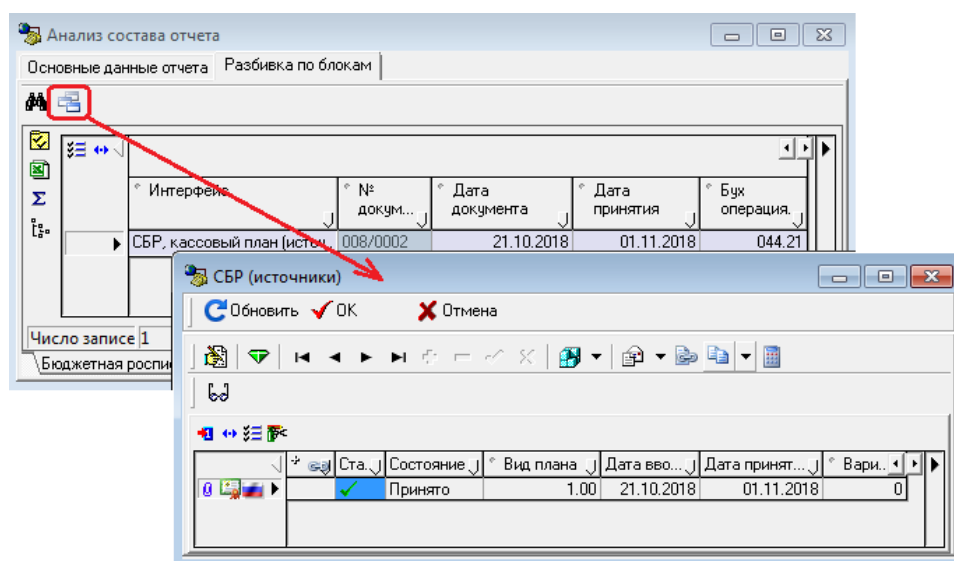 Анализ состава отчета
Основные данные отчета Разбивка по блокам
Интерфейс № докум... Дата документа Дата принятия Бух операция.
СБР, кассовый план (источ. 008/0002 21.10.2018 01.11.2018 044.21
СБР (источники)
Обновить OK Отмена
Число записе 1
Бюджетная роспи
Ста. Состояние Вид плана Дата вво... Дата принят... Вари..
Принято 1.00 21.10.2018 01.11.2018 0